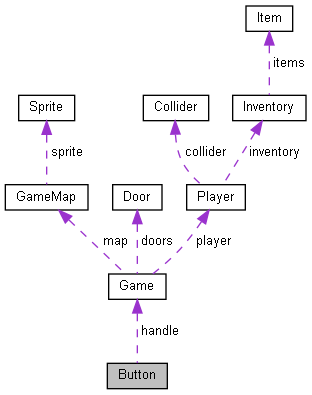 Item
items
Sprite
Collider
Inventory
sprite
collider
inventory
GameMap
Door
Player
map
doors
player
Game
handle
Button